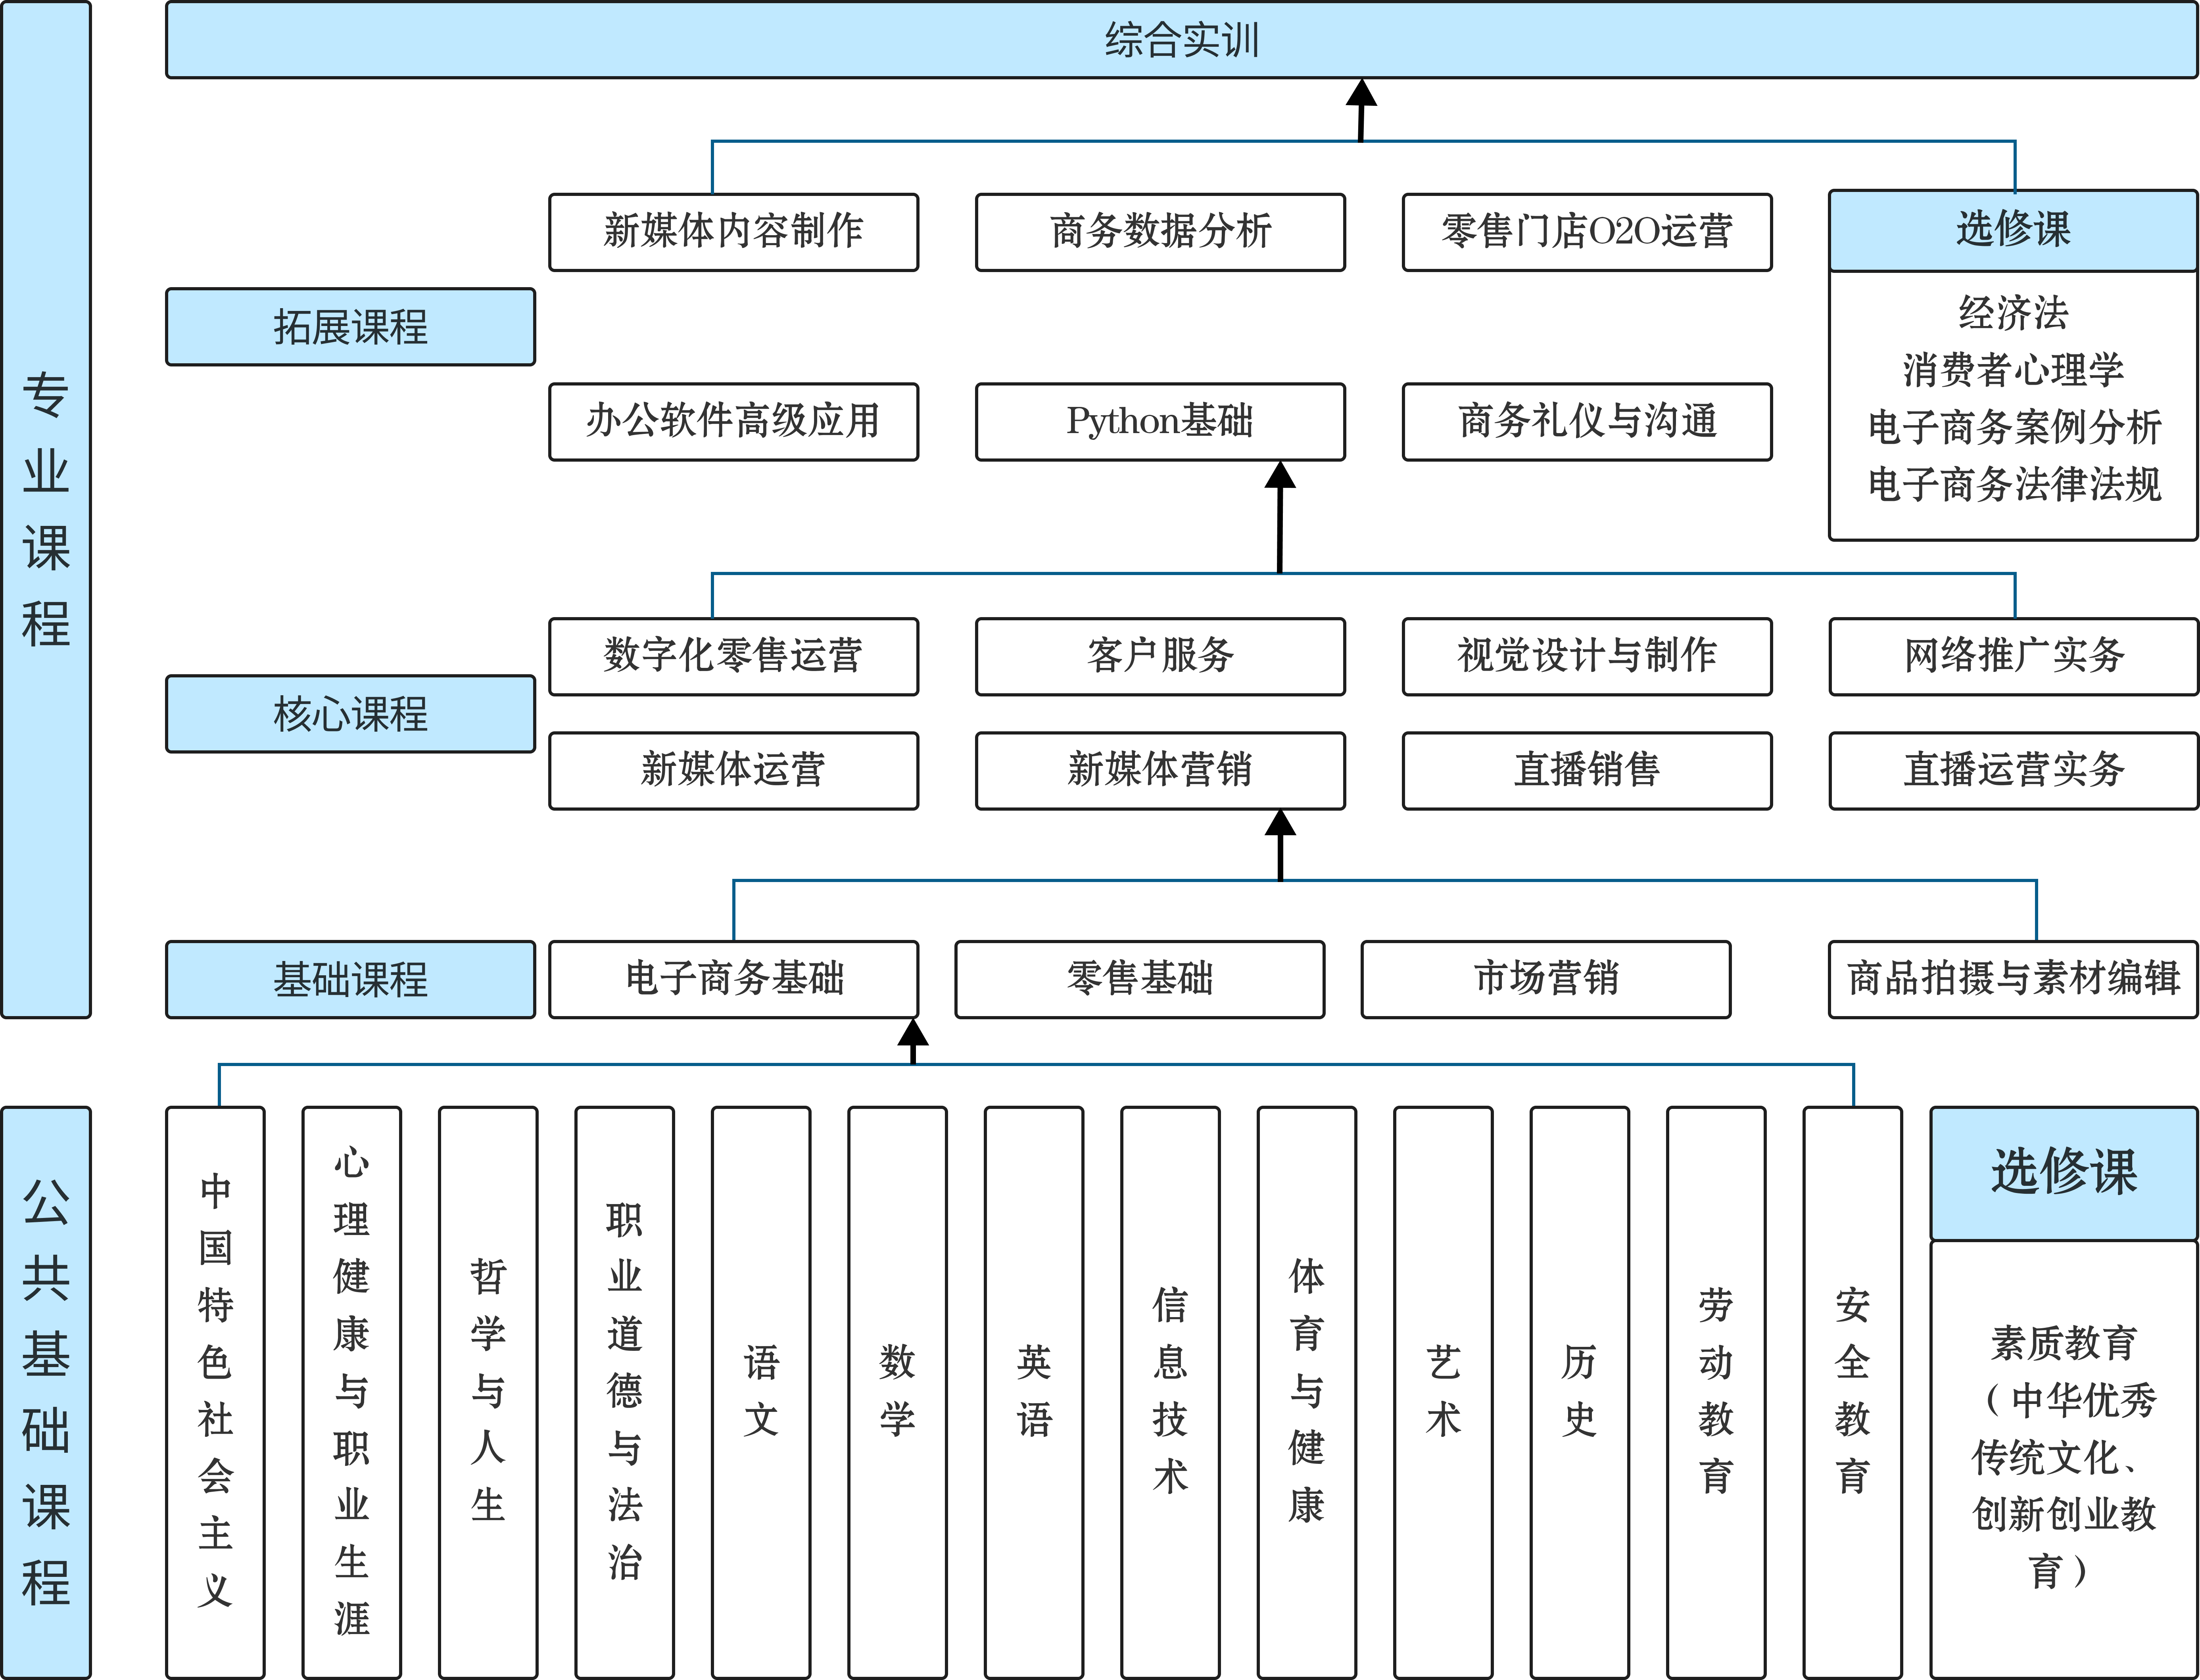 专业课程
综合实训
新媒体内容制作
商务数据分析
零售门店O2O运营
选修课
经济法
消费者心理学
电子商务案例分析
电子商务法律法规
拓展课程
办公软件高级应用
Python基础
商务礼仪与沟通
数字化零售运营
客户服务
视觉设计与制作
网络推广实务
核心课程
新媒体运营
新媒体营销
直播销售
直播运营实务
基础课程
电子商务基础
零售基础
市场营销
商品拍摄与素材编辑
公共基础课程
中国特色社会主义
心理健康与职业生涯
哲学与人生
职业道德与法治
语文
数学
英语
信息技术
体育与健康
艺术
历史
劳动教育
安全教育
选修课
素质教育
（中华优秀
传统文化、
创新创业教
育）